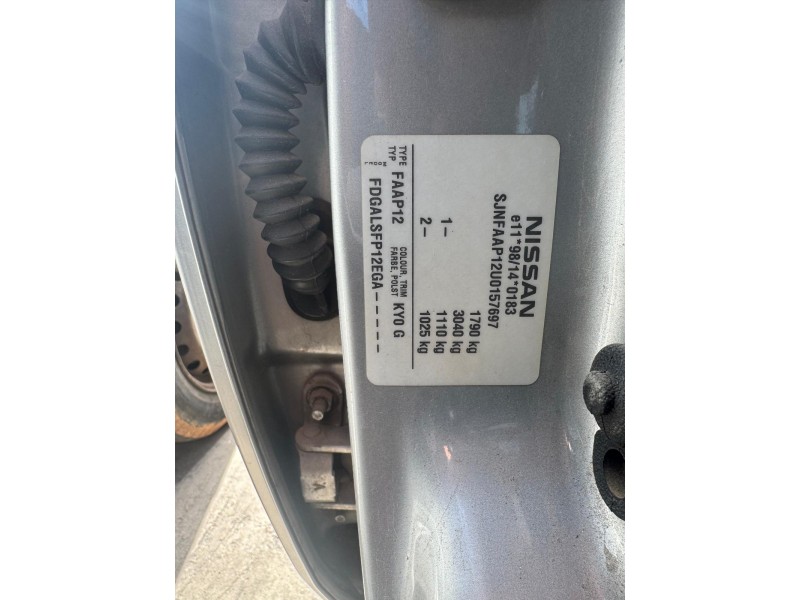 NISSAN
e11*98/14*0183
SJNFAAP12U0157697
1790 kg
3040 kg
1- 1110 kg
2- 1025 kg
TYPE TYP FAAP12 COLOUR, TRIM FARBE, POLST KY0 G
MODEL FDGALSFP12EGA-----